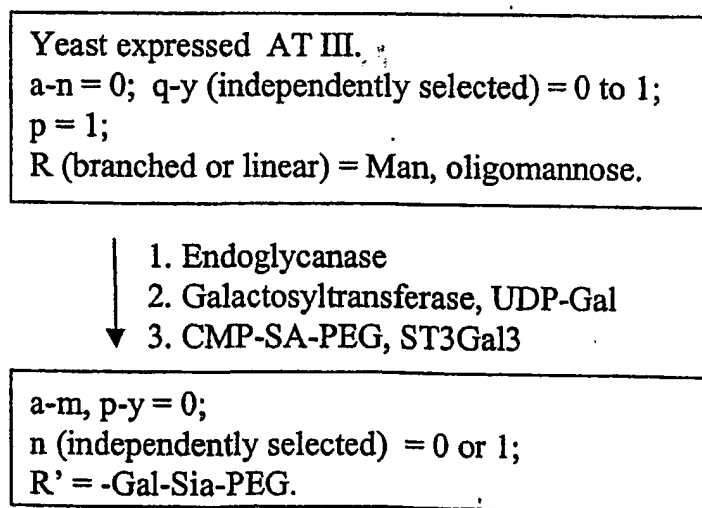 Yeast expressed AT III.
a-n = 0; q-y (independently selected) = 0 to 1;
p = 1;
R (branched or linear) = Man, oligomannose.
1. Endoglycanase
2. Galactosyltransferase, UDP-Gal
3. CMP-SA-PEG, ST3Gal3
a-m, p-y = 0;
n (independently selected) = 0 or 1;
R' = -Gal-Sia-PEG.